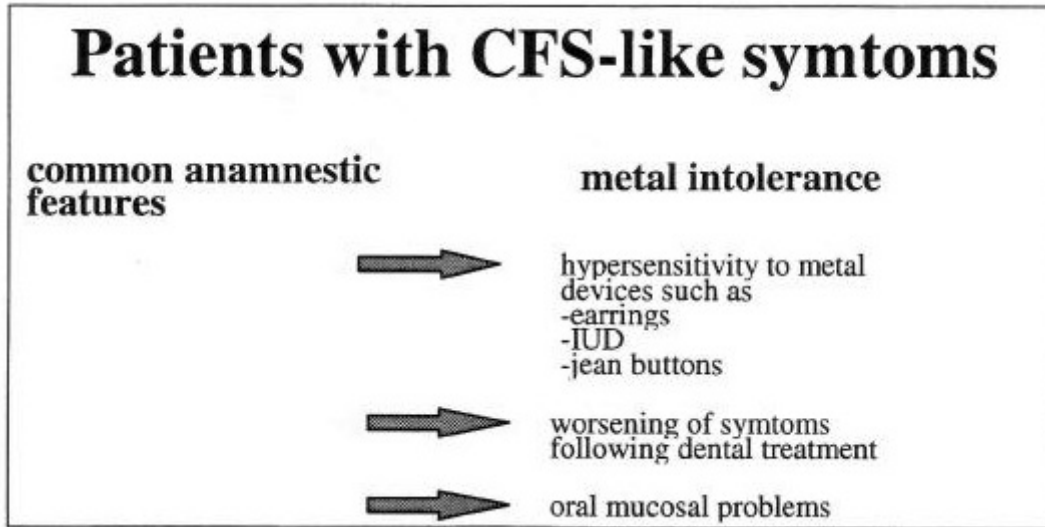 Patients with CFS-like symtoms
common anamnestic
features
metal intolerance
hypersensitivity to metal
devices such as
-earrings
-IUD
-jean buttons
worsening of symtoms
following dental treatment
oral mucosal problems